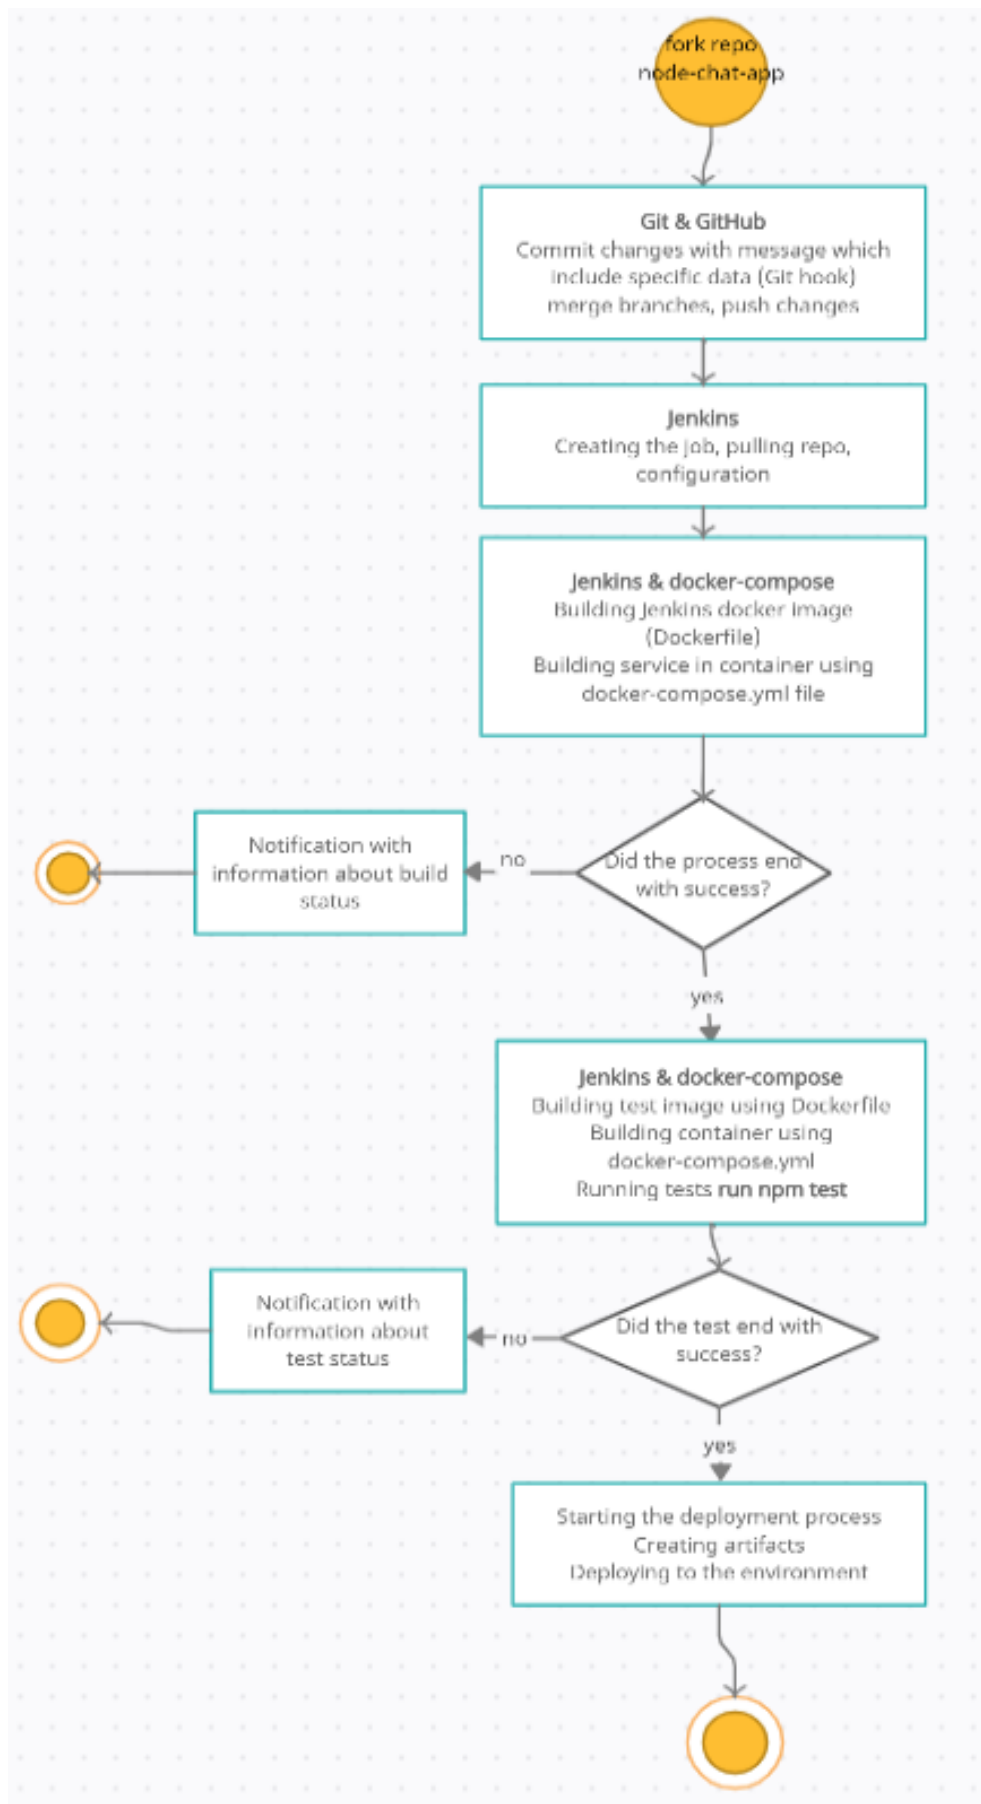 fork repo
node-chat-app
Git & GitHub
Commit changes with message which
include specific data (Git hook)
merge branches, push changes
Jenkins
Creating the job, pulling repo,
configuration
Jenkins & docker-compose
Building Jenkins docker image
(Dockerfile)
Building service in container using
docker-compose.yml file
Did the process end
with success?
no
Notification with
information about build
status
yes
Jenkins & docker-compose
Building test image using Dockerfile
Building container using
docker-compose.yml
Running tests run npm test
Did the test end with
success?
no
Notification with
information about
test status
yes
Starting the deployment process
Creating artifacts
Deploying to the environment